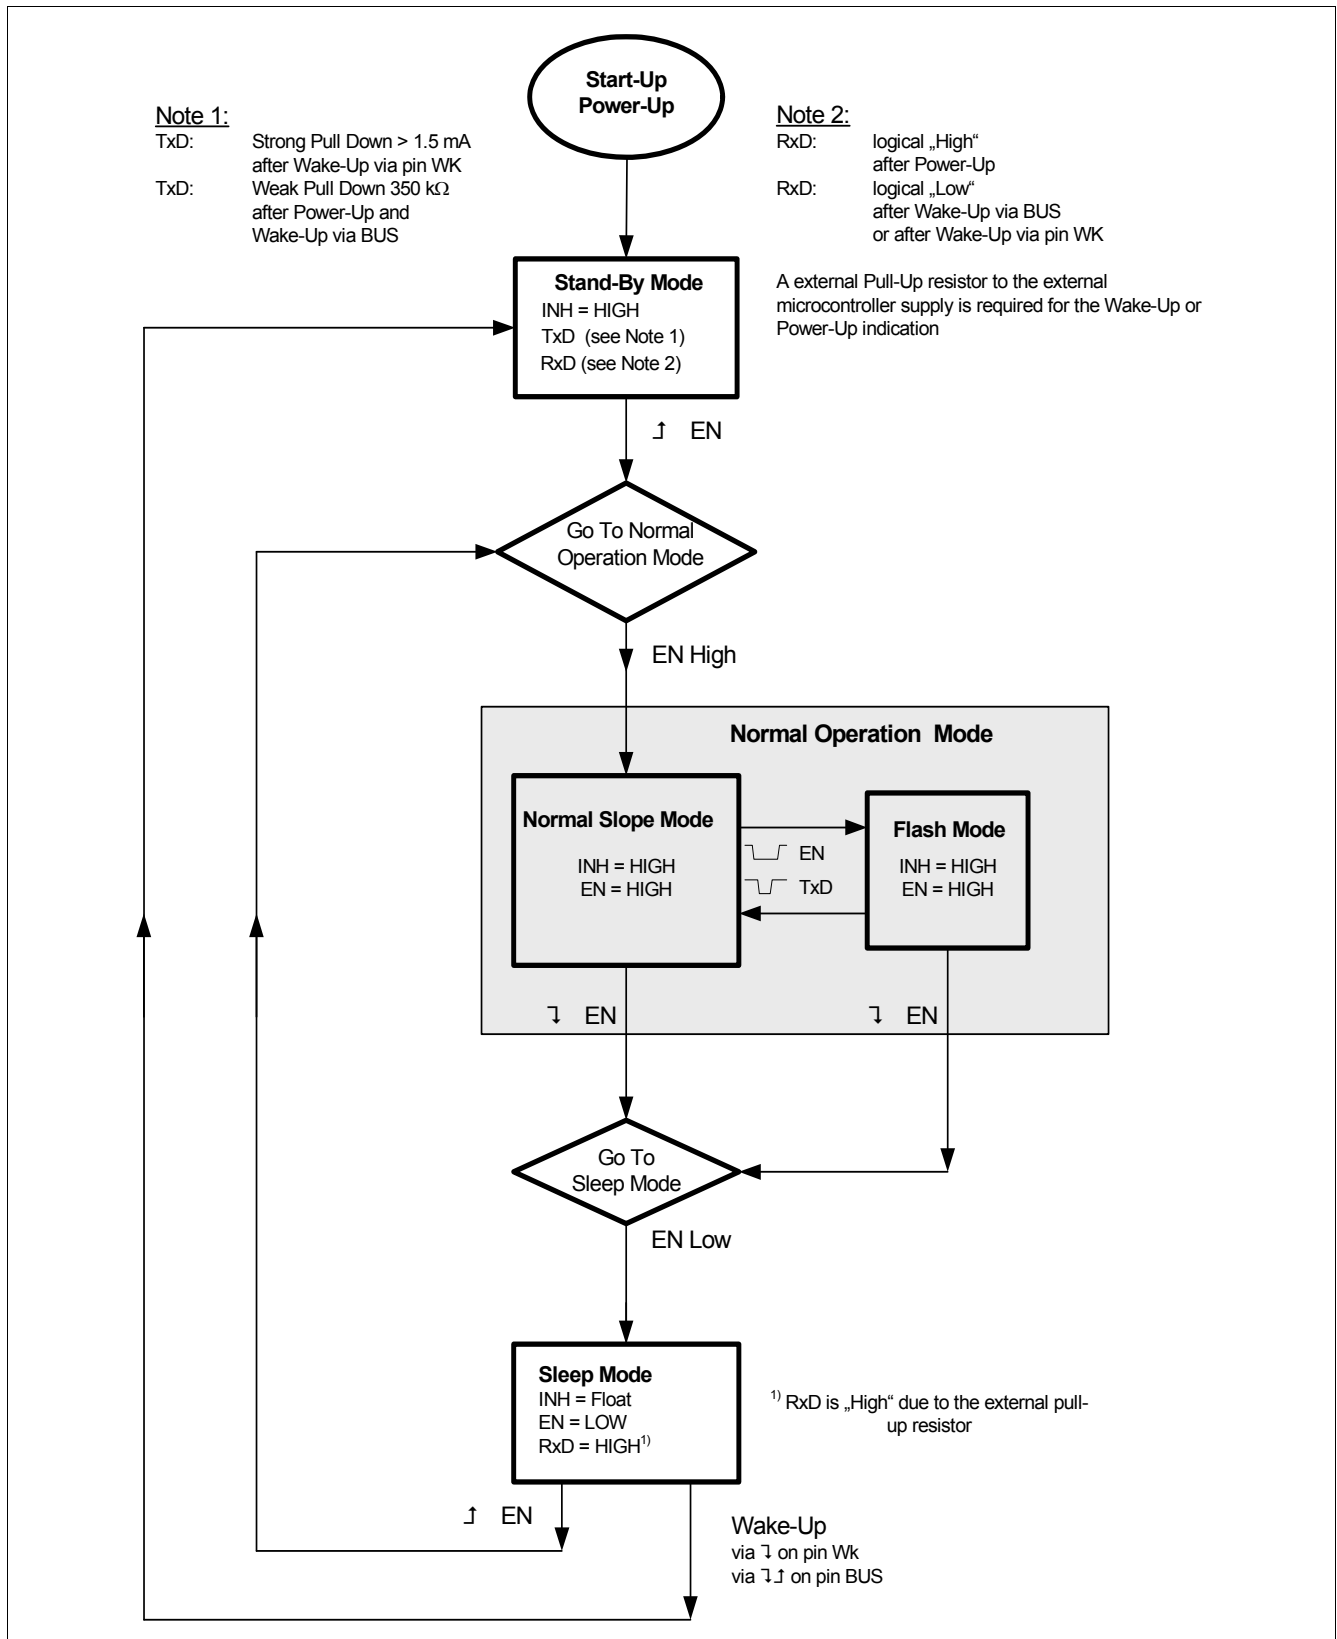 Start-Up
Power-Up
Note 1:
TxD: Strong Pull Down > 1.5 mA
after Wake-Up via pin WK
TxD: Weak Pull Down 350 kΩ
after Power-Up and
Wake-Up via BUS
Note 2:
RxD: logical „High“
after Power-Up
RxD: logical „Low“
after Wake-Up via BUS
or after Wake-Up via pin WK
A external Pull-Up resistor to the external
microcontroller supply is required for the Wake-Up or
Power-Up indication
Stand-By Mode
INH = HIGH
TxD (see Note 1)
RxD (see Note 2)
EN
Go To Normal
Operation Mode
EN High
Normal Operation Mode
Normal Slope Mode
INH = HIGH
EN = HIGH
EN
TxD
Flash Mode
INH = HIGH
EN = HIGH
EN
EN
Go To
Sleep Mode
EN Low
Sleep Mode
INH = Float
EN = LOW
RxD = HIGH1)
1) RxD is „High“ due to the external pull-
up resistor
EN
Wake-Up
via on pin Wk
via on pin BUS